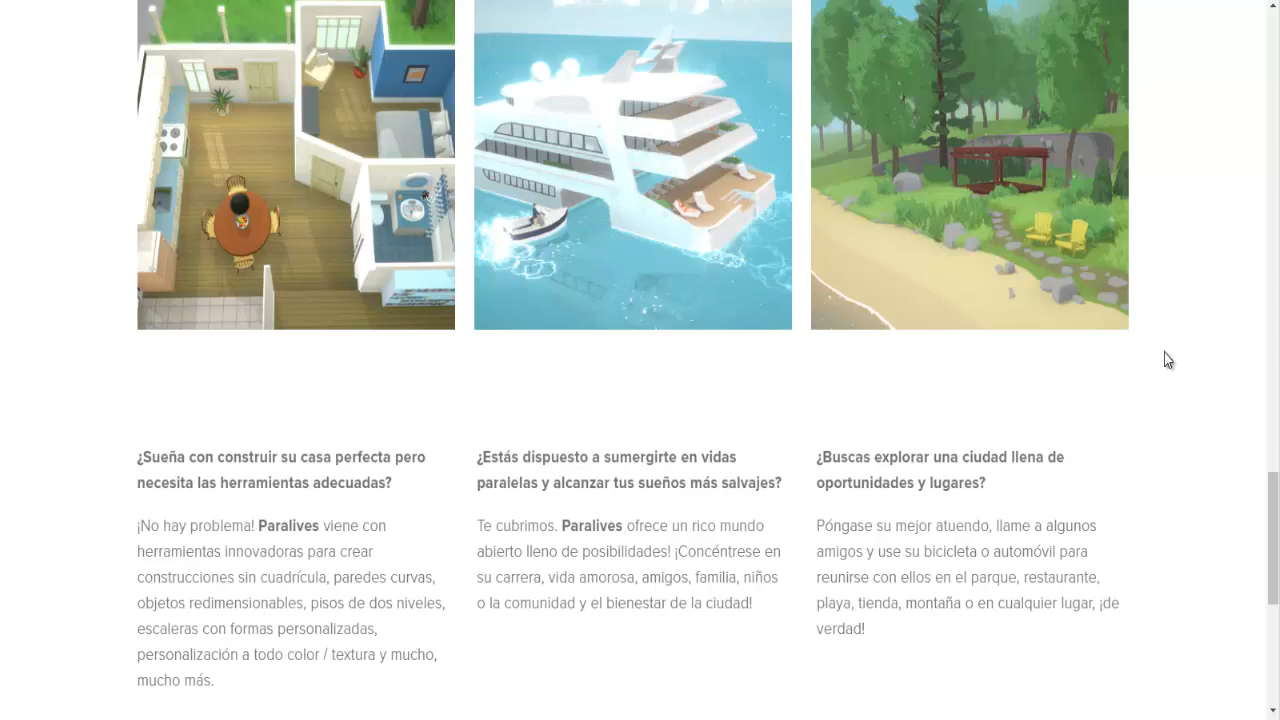 ¿Sueña con construir su casa perfecta pero
necesita las herramientas adecuadas?
¡No hay problema! Paralives viene con
herramientas innovadoras para crear
construcciones sin cuadrícula, paredes curvas,
objetos redimensionables, pisos de dos niveles,
escaleras con formas personalizadas,
personalización a todo color / textura y mucho,
mucho más.
¿Estás dispuesto a sumergirte en vidas
paralelas y alcanzar tus sueños más salvajes?
Te cubrimos. Paralives ofrece un rico mundo
abierto lleno de posibilidades! ¡Concéntrese en
su carrera, vida amorosa, amigos, familia, niños
o la comunidad y el bienestar de la ciudad!
¿Buscas explorar una ciudad llena de
oportunidades y lugares?
Póngase su mejor atuendo, llame a algunos
amigos y use su bicicleta o automóvil para
reunirse con ellos en el parque, restaurante,
playa, tienda, montaña o en cualquier lugar, ¡de
verdad!